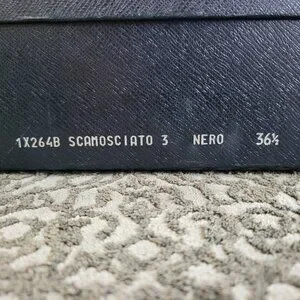 1X264B SCAMOSCIATO 3 NERO 36½